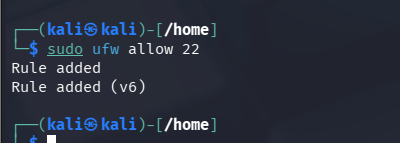 ┌──(kali㉿kali)-[/home]
└─$ sudo ufw allow 22
Rule added
Rule added (v6)
┌──(kali㉿kali)-[/home]
└─$